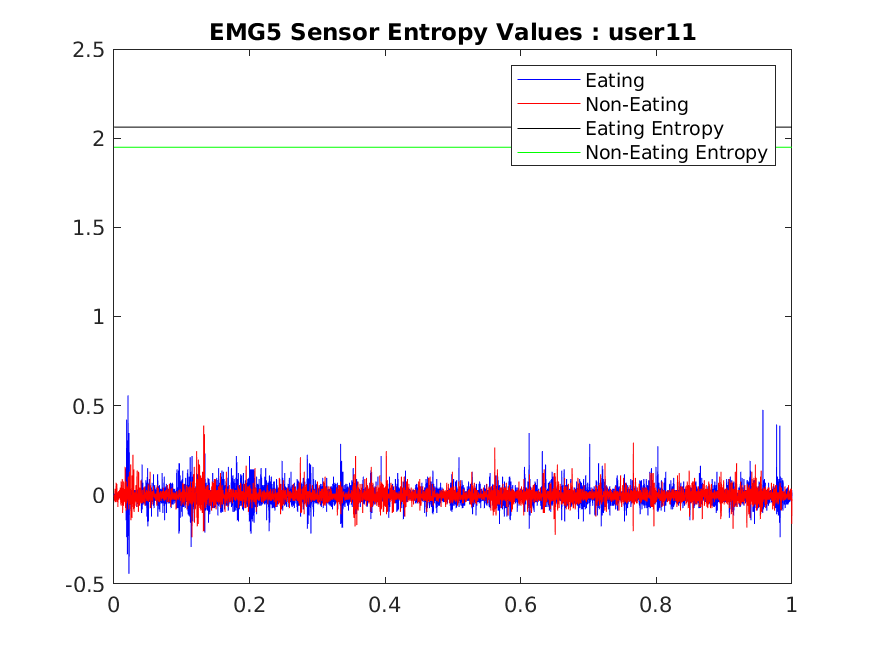 EMG5 Sensor Entropy Values : user11
2.5
Eating
Non-Eating
Eating Entropy
Non-Eating Entropy
2
1.5
1
0.5
0
-0.5
0 0.2 0.4 0.6 0.8 1